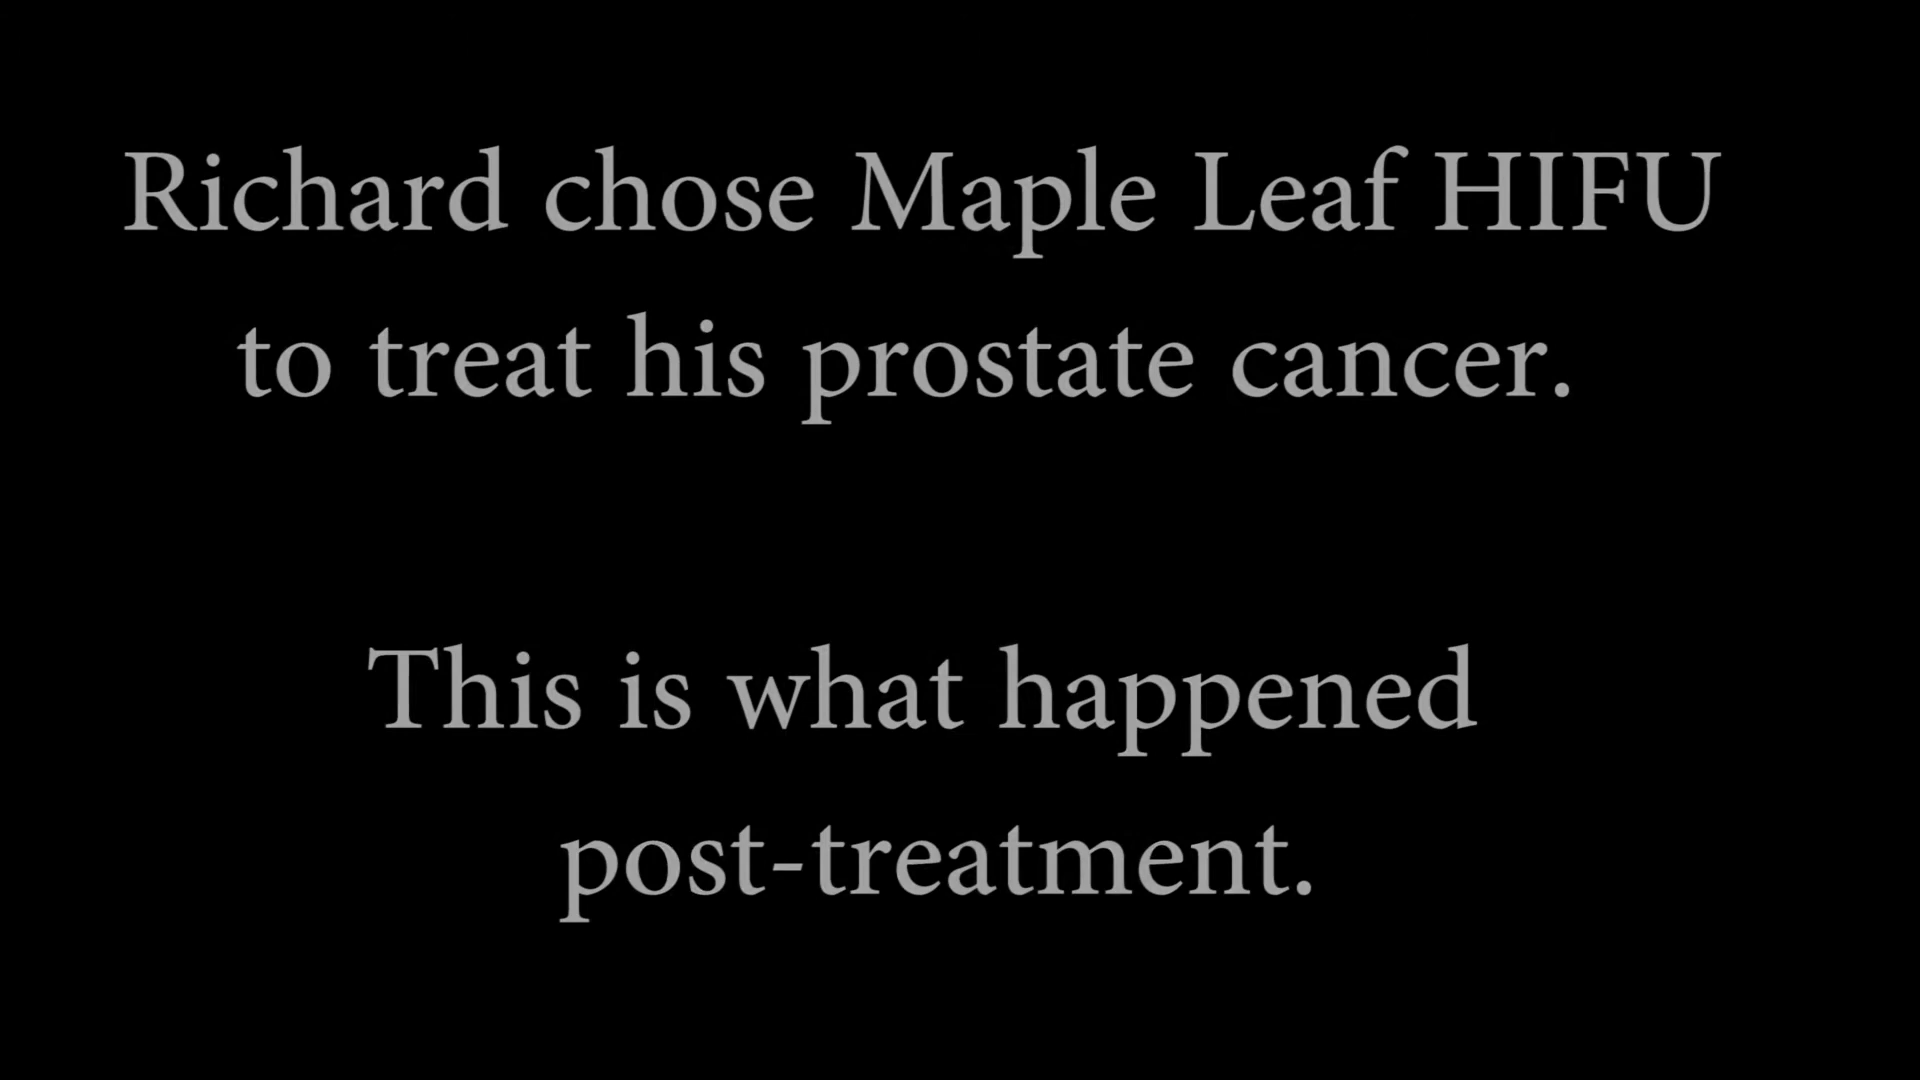 Richard chose Maple Leaf HIFU
to treat his prostate cancer.
This is what happened
post-treatment.